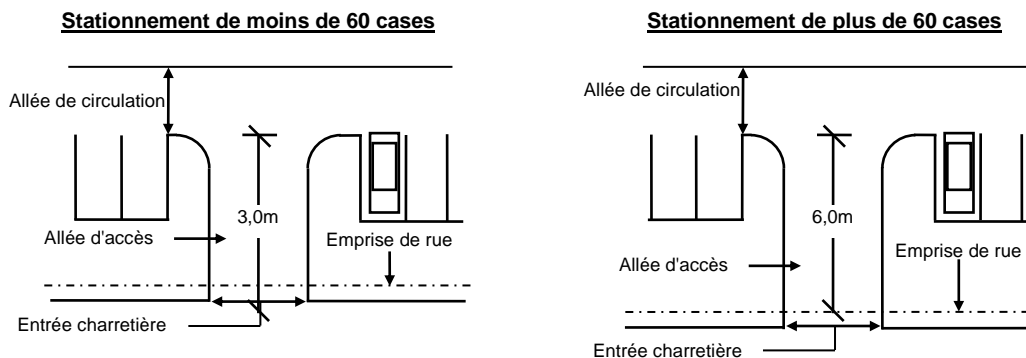 Stationnement de moins de 60 cases
Allée de circulation
3,0m
Allée d'accès
Emprise de rue
Entrée charretière
Stationnement de plus de 60 cases
Allée de circulation
6,0m
Emprise de rue
Allée d'accès
Entrée charretière